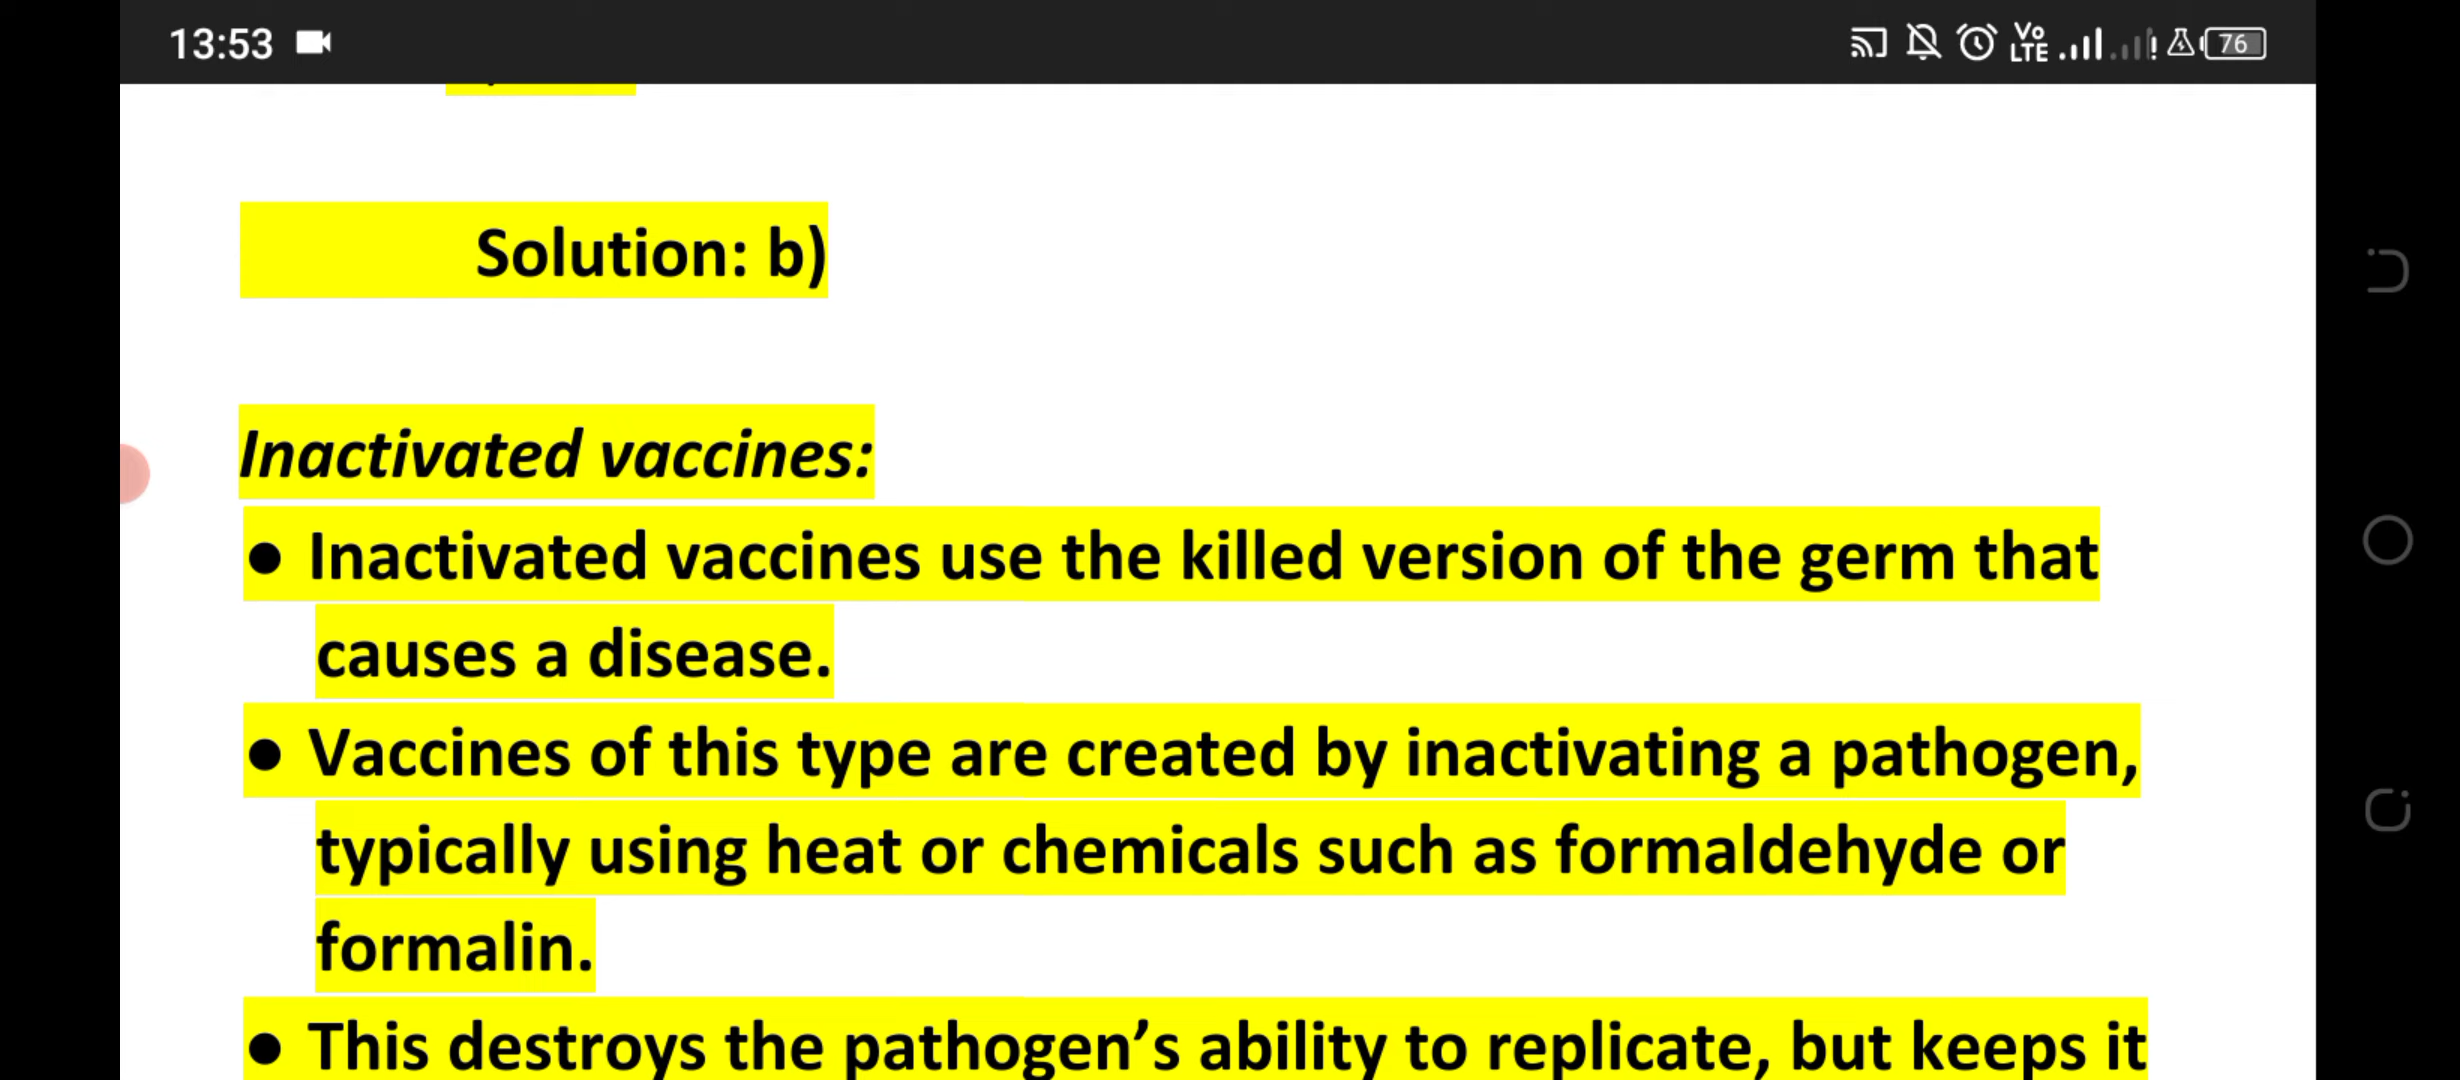 13:53
Vo
LTE
76
Solution: b)
Inactivated vaccines:
● Inactivated vaccines use the killed version of the germ that
causes a disease.
● Vaccines of this type are created by inactivating a pathogen,
typically using heat or chemicals such as formaldehyde or
formalin.
● This destroys the pathogen’s ability to replicate, but keeps it